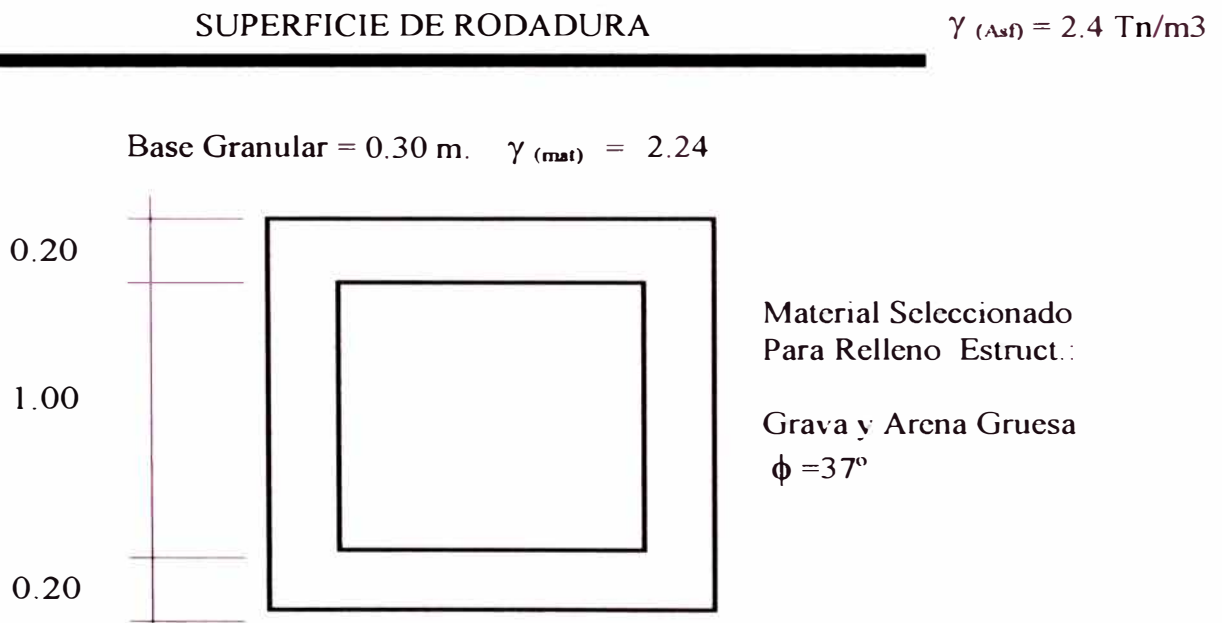 SUPERFICIE DE RODADURA
γ (Asf) = 2.4 Tn/m3
Base Granular = 0.30 m. γ (mat) = 2.24
0.20
1.00
0.20
Material Seleccionado
Para Relleno Estruct.:
Grava y Arena Gruesa
ϕ =37º